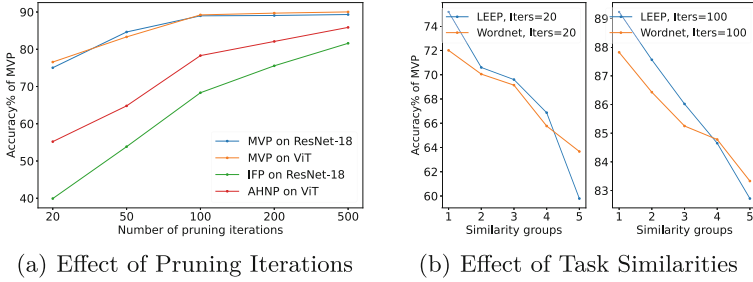 90
80
70
60
50
40
Accuracy% of MVP
MVP on ResNet-18
MVP on ViT
IFP on ResNet-18
AHNP on ViT
20 50 100 200 500
Number of pruning iterations
(a) Effect of Pruning Iterations
74
72
70
68
66
64
62
60
Accuracy% of MVP
LEEP, Iters=20
Wordnet, Iters=20
1 2 3 4 5
Similarity groups
89
88
87
86
85
84
83
LEEP, Iters=100
Wordnet, Iters=100
1 2 3 4 5
Similarity groups
(b) Effect of Task Similarities